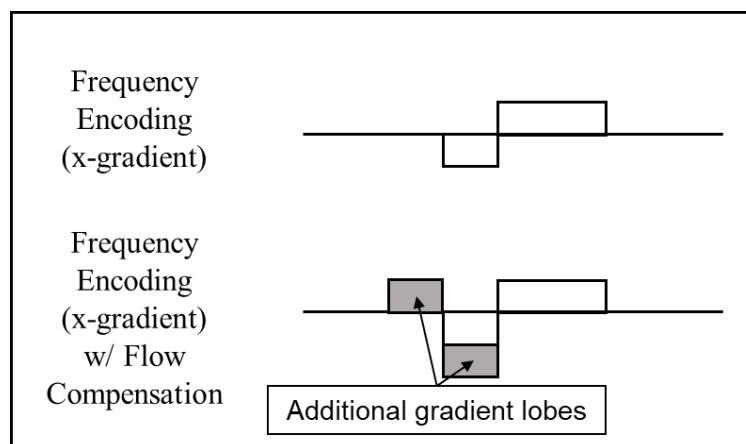 Frequency
Encoding
(x-gradient)
Frequency
Encoding
(x-gradient)
w/ Flow
Compensation
Additional gradient lobes